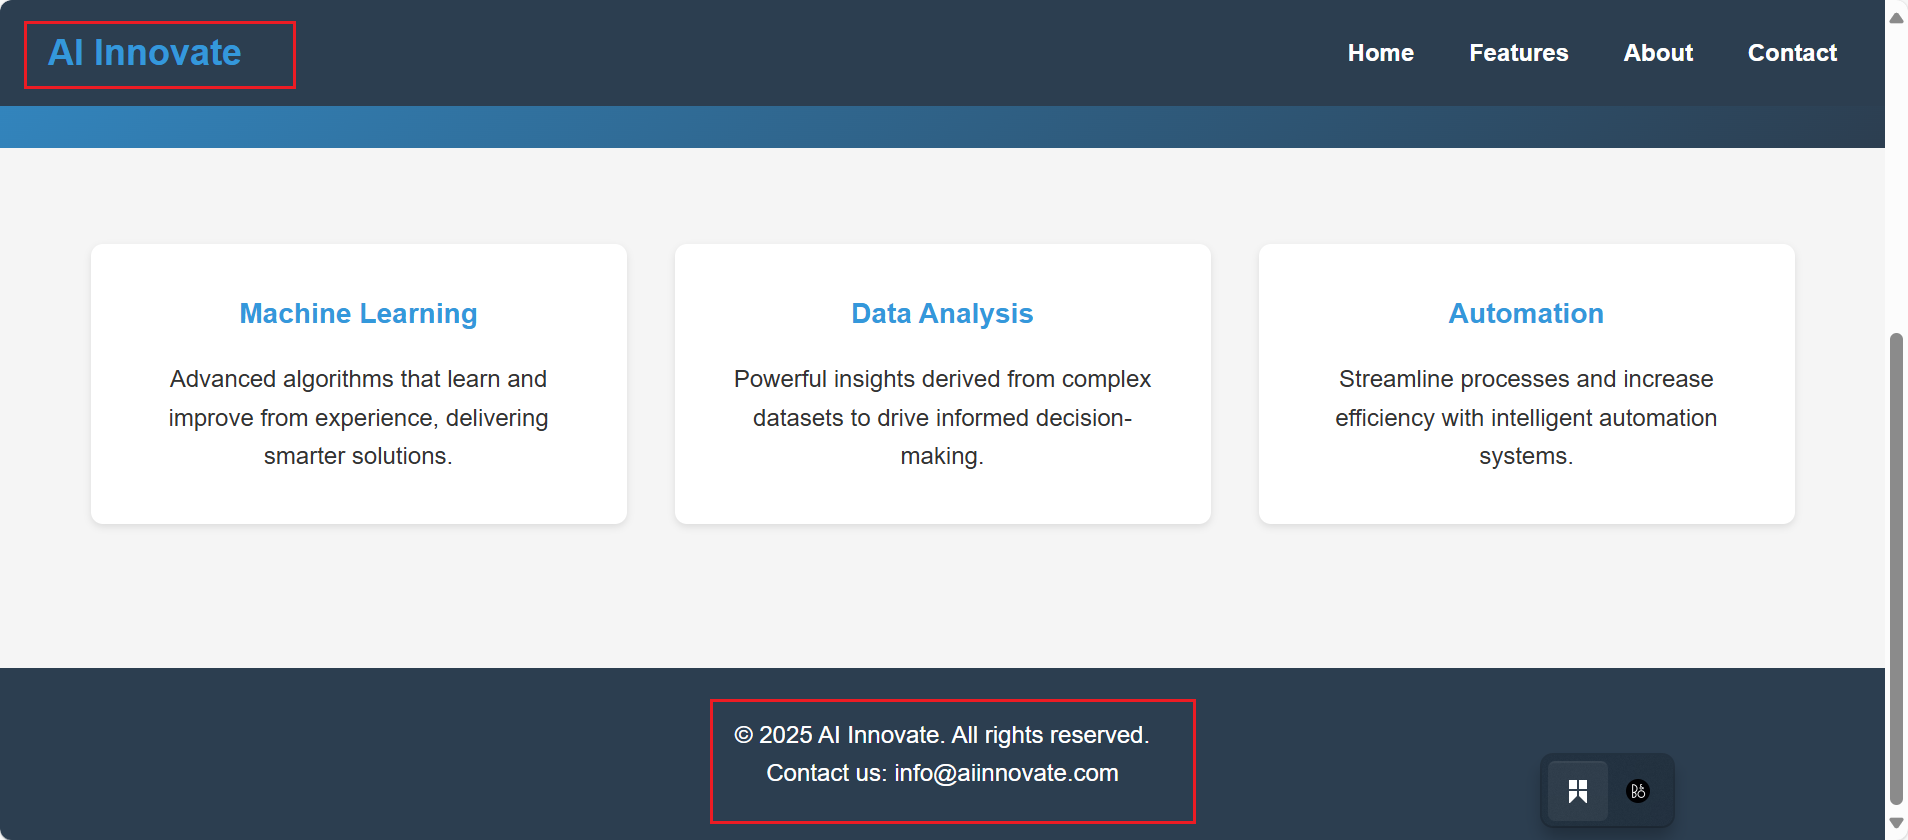 AI Innovate
Home Features About Contact
Machine Learning
Advanced algorithms that learn and
improve from experience, delivering
smarter solutions.
Data Analysis
Powerful insights derived from complex
datasets to drive informed decision-
making.
Automation
Streamline processes and increase
efficiency with intelligent automation
systems.
© 2025 AI Innovate. All rights reserved.
Contact us: info@aiinnovate.com